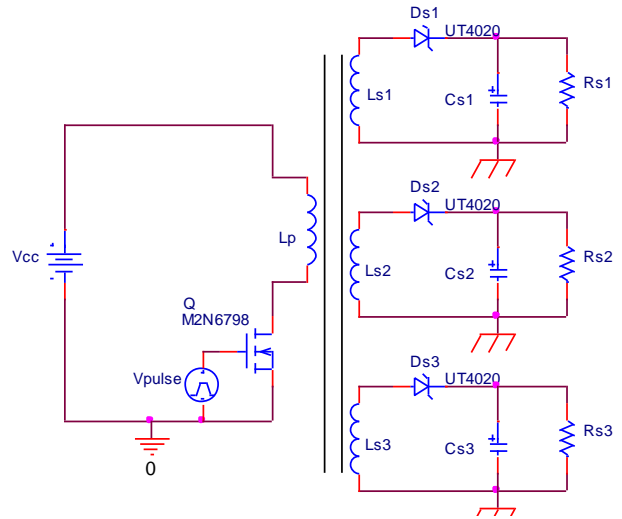 Ds1
UT4020
Ls1
Cs1
Rs1
Vcc
Lp
Q
M2N6798
Vpulse
0
Ds2
UT4020
Ls2
Cs2
Rs2
Ds3
UT4020
Ls3
Cs3
Rs3